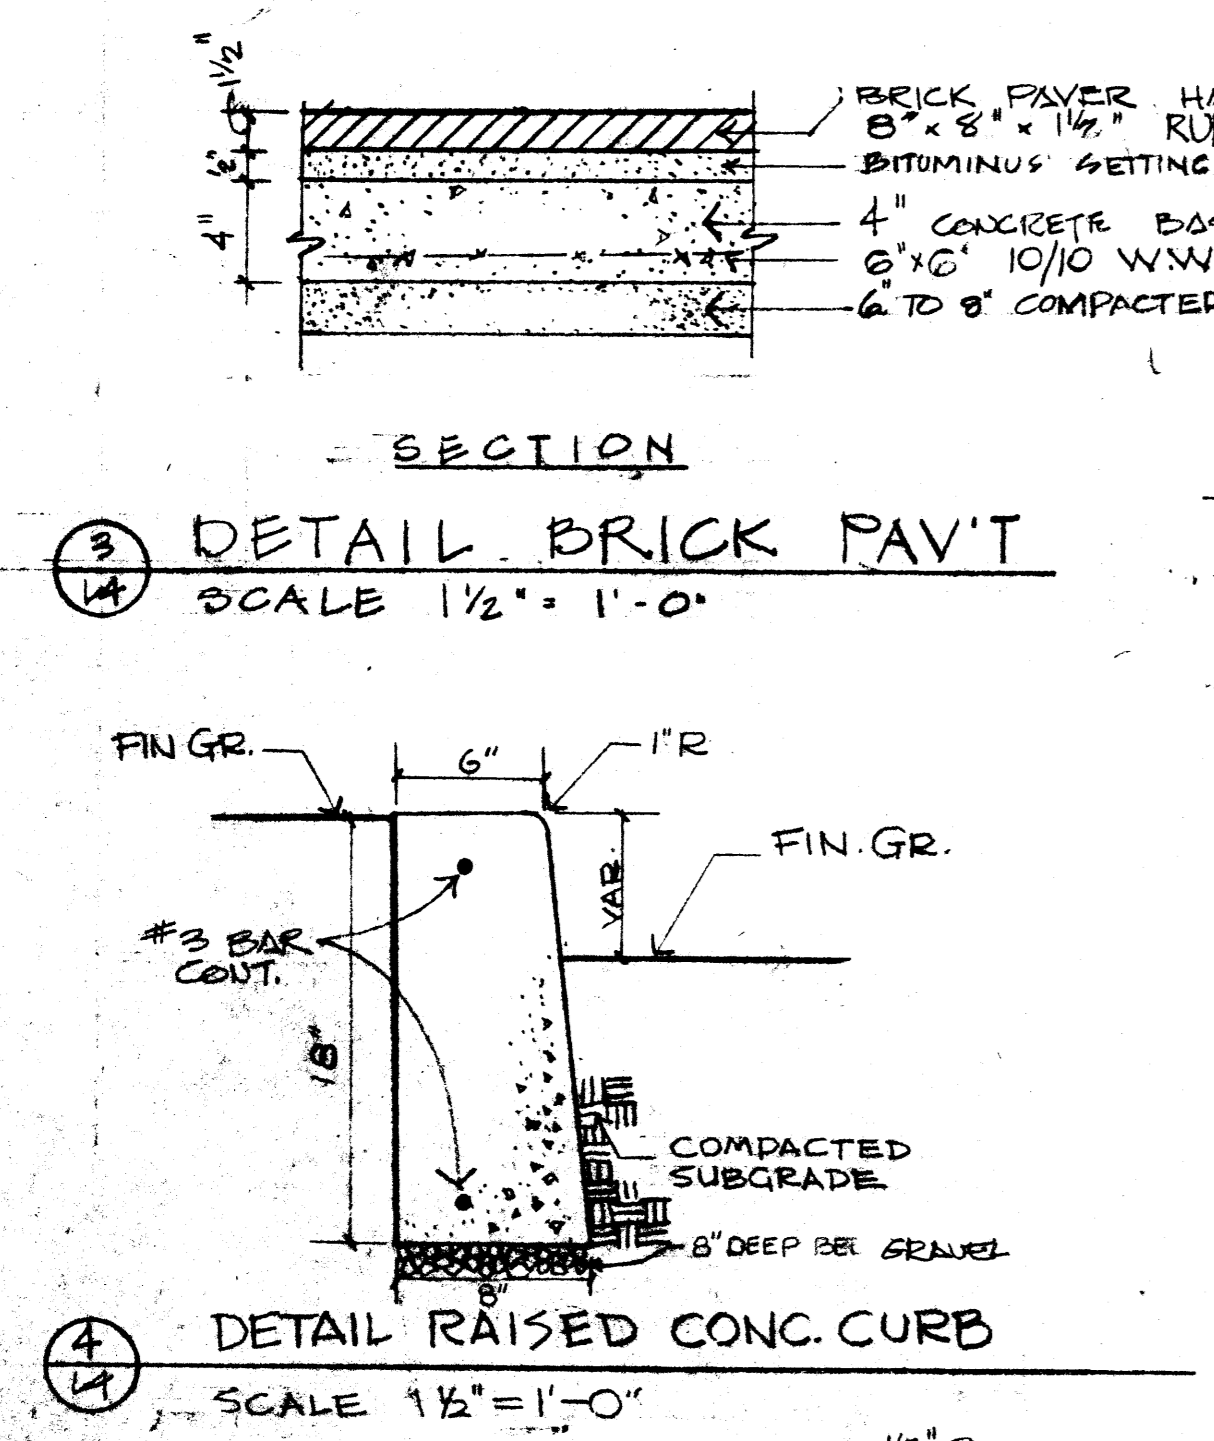 1½"
½"
4"
BRICK PAVER
8" x 8" x 1½"
BITUMINUS SETTING
4" CONCRETE
6"x6" 10/10
6" TO 8" COMPACTED
SECTION
3
L4
DETAIL BRICK PAV'T
SCALE 1½" = 1'-0"
FIN GR.
6"
1"R
FIN. GR.
VAR.
#3 BAR
CONT.
18"
COMPACTED
SUBGRADE
8" DEEP GRAVEL
8"
4
L4
DETAIL RAISED CONC. CURB
SCALE 1½" = 1'-0"